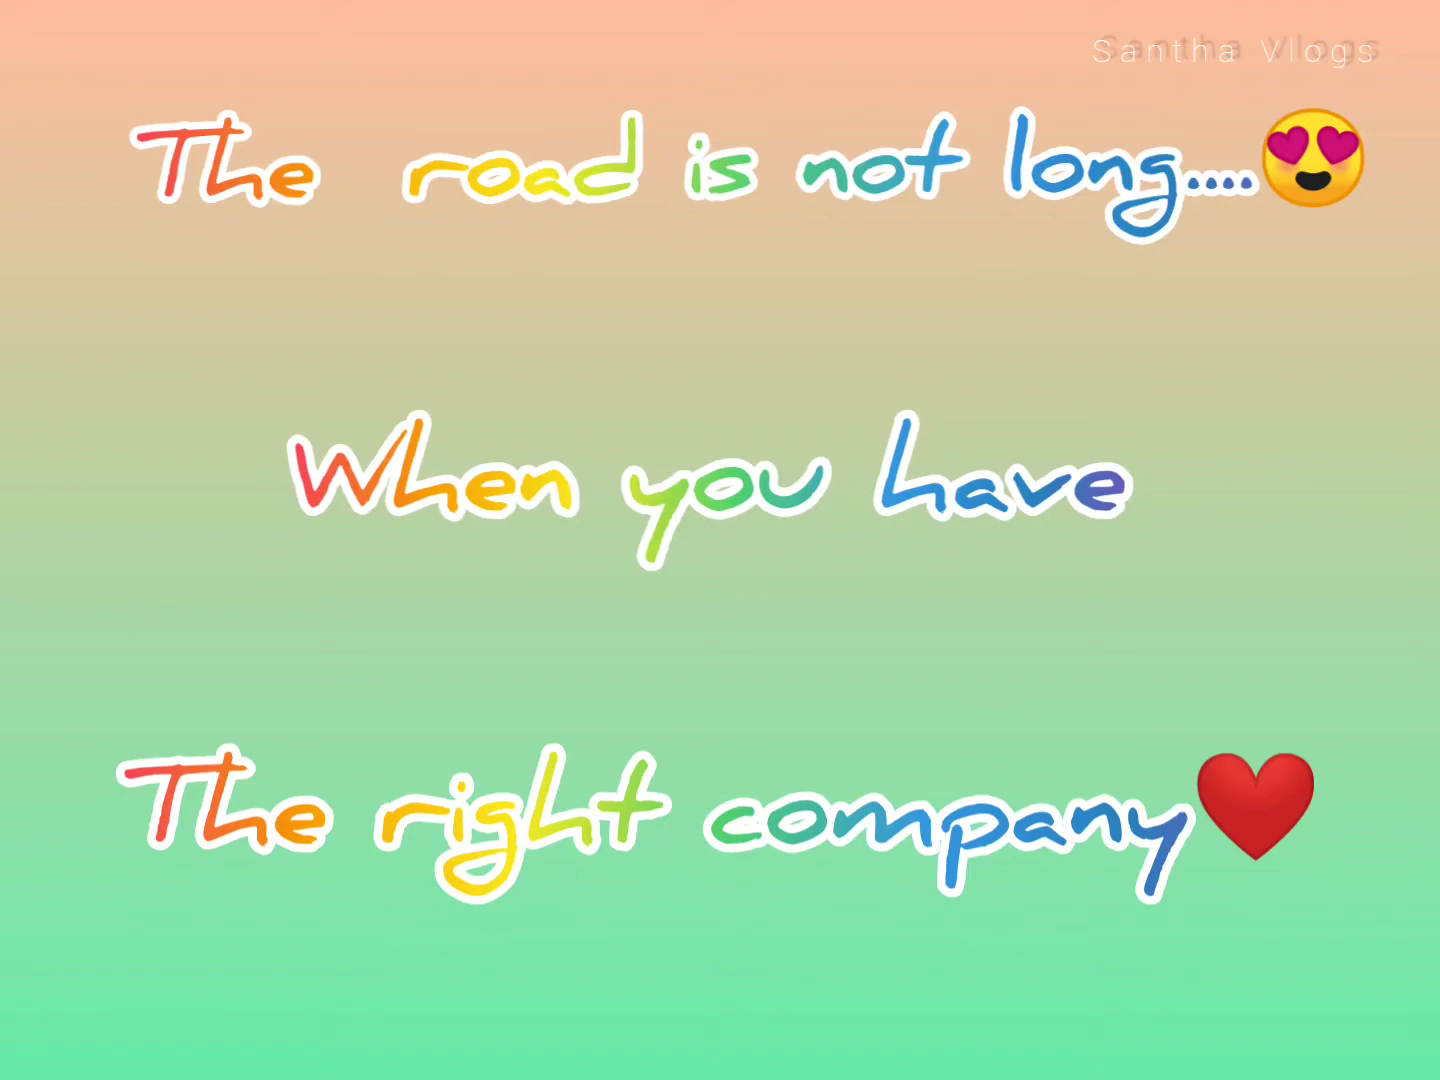 Santha Vlogs
The road is not long....😍
When you have
The right company❤️